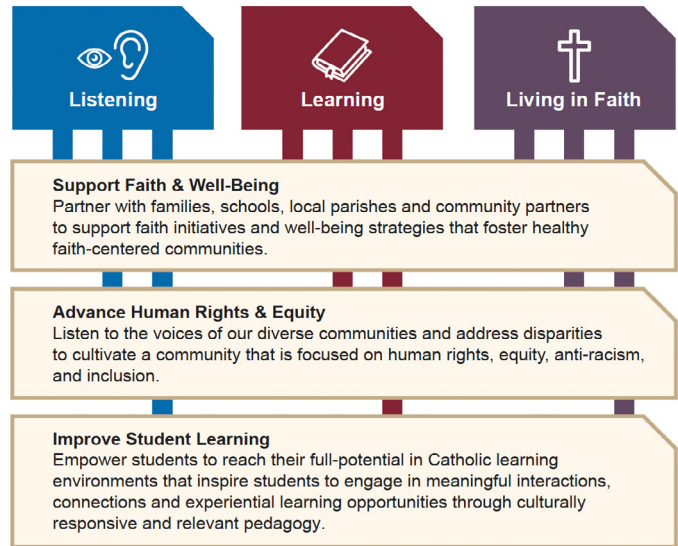 Listening
Learning
Living in Faith
Support Faith & Well-Being
Partner with families, schools, local parishes and community partners
to support faith initiatives and well-being strategies that foster healthy
faith-centered communities.
Advance Human Rights & Equity
Listen to the voices of our diverse communities and address disparities
to cultivate a community that is focused on human rights, equity, anti-racism,
and inclusion.
Improve Student Learning
Empower students to reach their full-potential in Catholic learning
environments that inspire students to engage in meaningful interactions,
connections and experiential learning opportunities through culturally
responsive and relevant pedagogy.